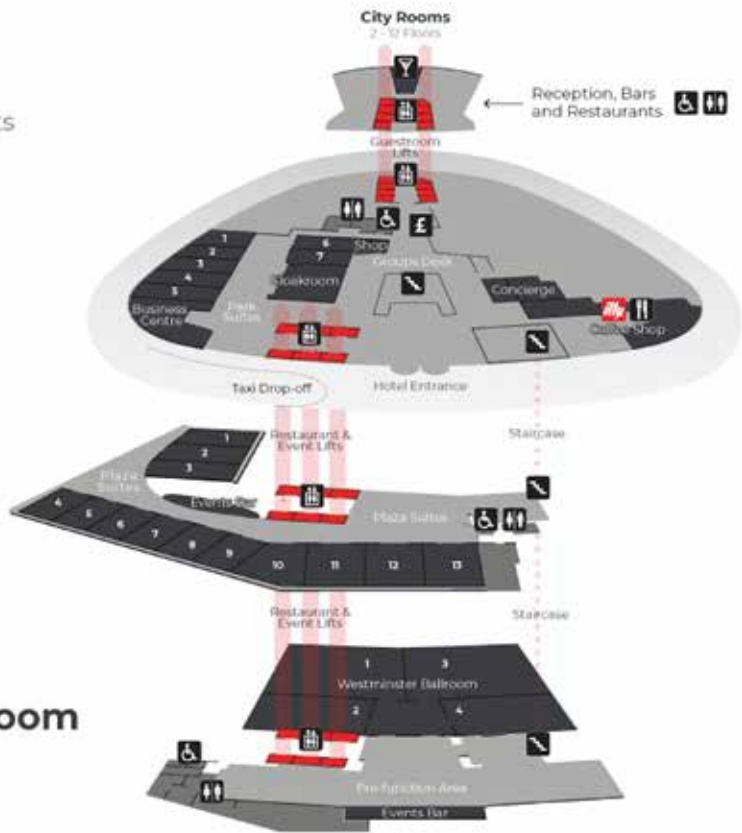 City Rooms
2 - 12 Floors
Reception, Bars
and Restaurants
ts
Guestroom
Lifts
1
2
3
4
5
6
7
Shop
£
Groups Desk
Cloakroom
Concierge
Business
Centre
Park
Suites
illy
Coffee Shop
Taxi Drop-off
Hotel Entrance
Restaurant &
Event Lifts
Staircase
1
2
3
Plaza
Suites
Events Bar
Plaza Suites
4
5
6
7
8
9
10
11
12
13
Restaurant &
Event Lifts
Staircase
1
3
Westminster Ballroom
2
4
oom
Pre-function Area
Events Bar